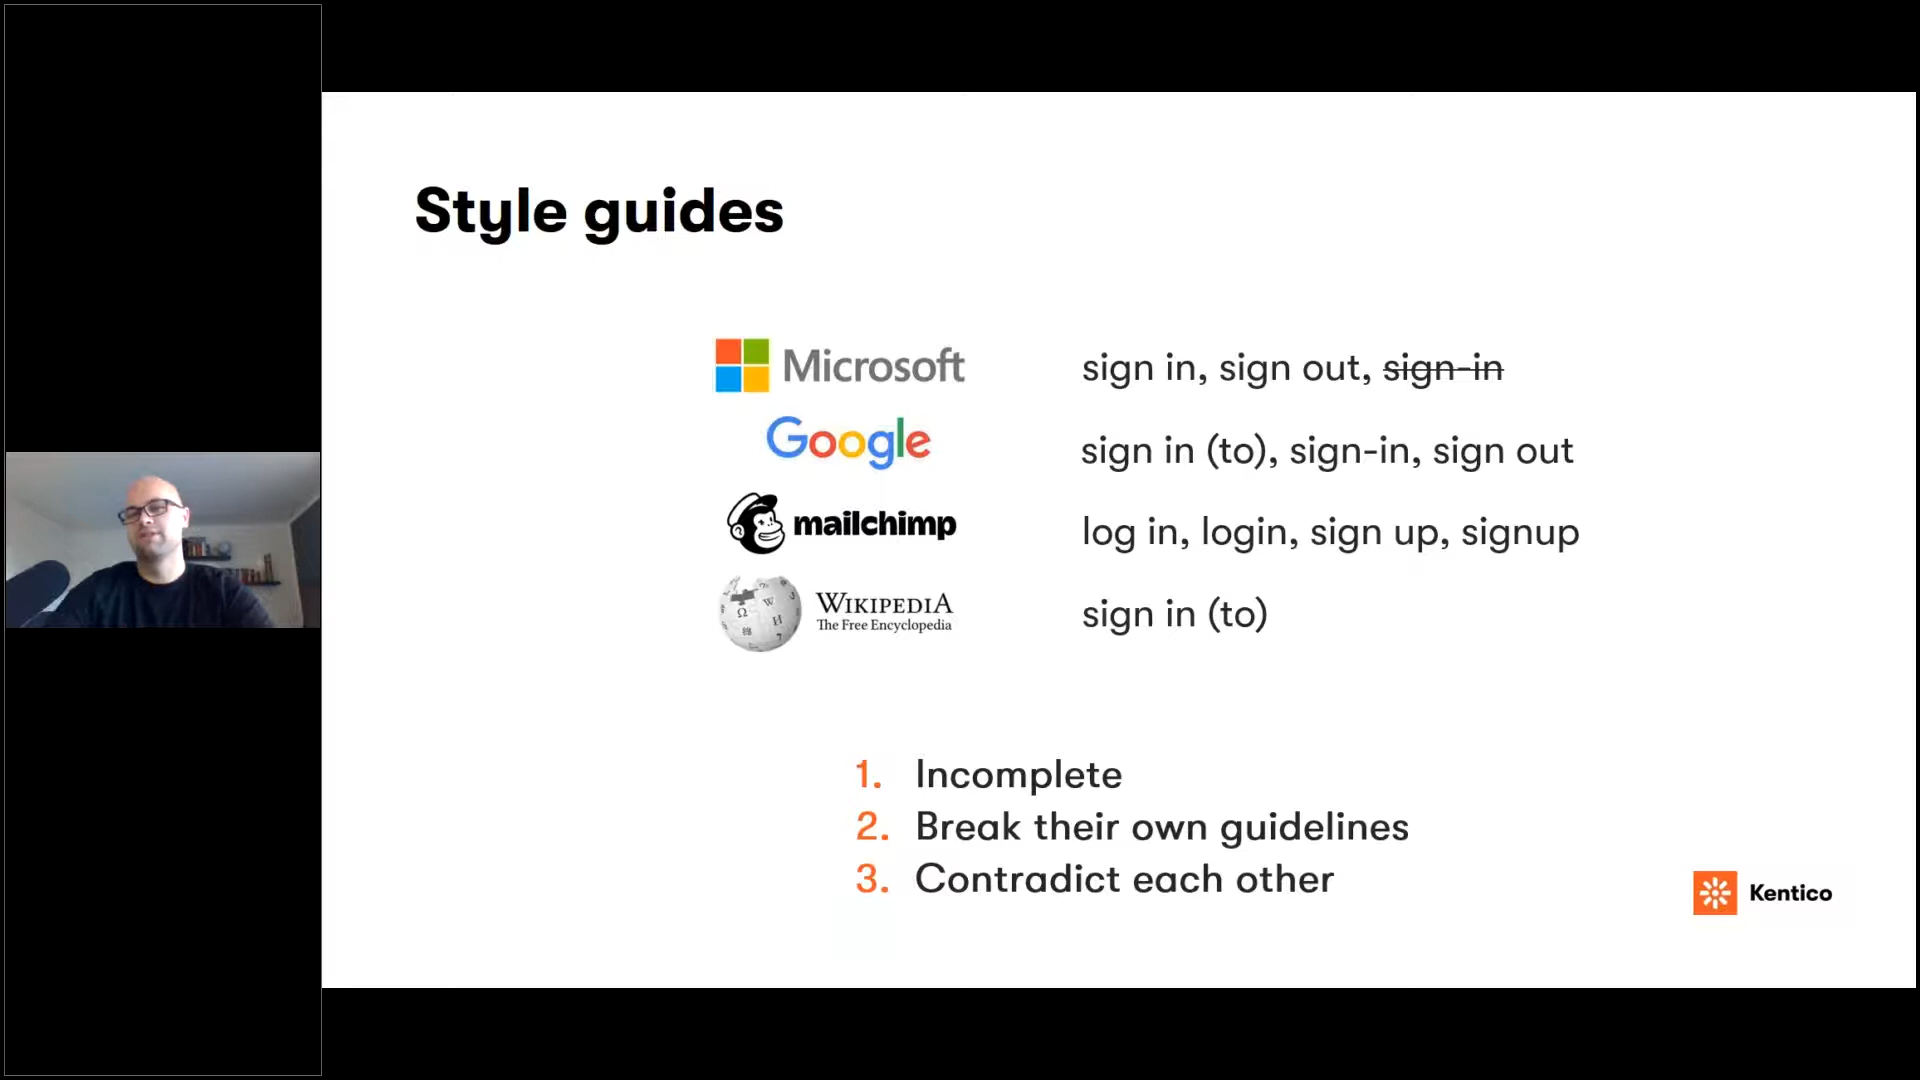 Style guides
Microsoft
sign in, sign out, sign-in
Google
sign in (to), sign-in, sign out
mailchimp
log in, login, sign up, signup
WIKIPEDIA
The Free Encyclopedia
sign in (to)
1. Incomplete
2. Break their own guidelines
3. Contradict each other
Kentico